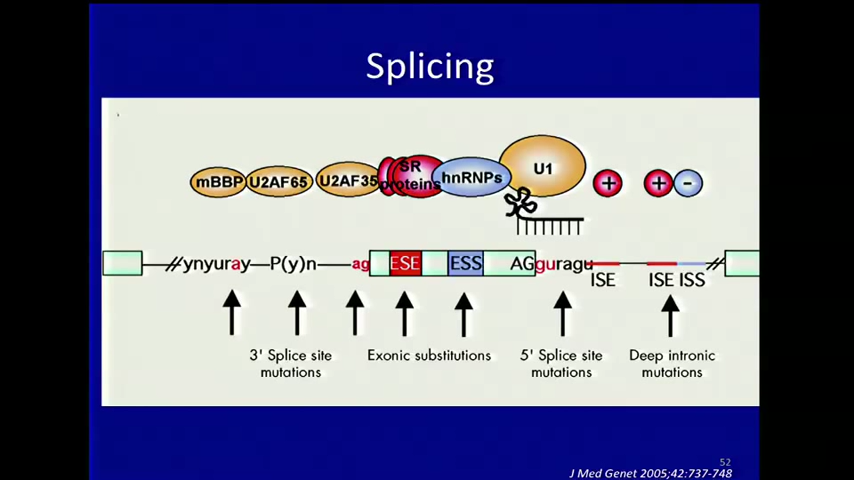 Splicing
mBBP U2AF65 U2AF35 SR proteins hnRNPs U1 + + -
ynyuray P(y)n ag ESE ESS AGguragu ISE ISE ISS
3' Splice site mutations
Exonic substitutions
5' Splice site mutations
Deep intronic mutations
52
J Med Genet 2005;42:737-748